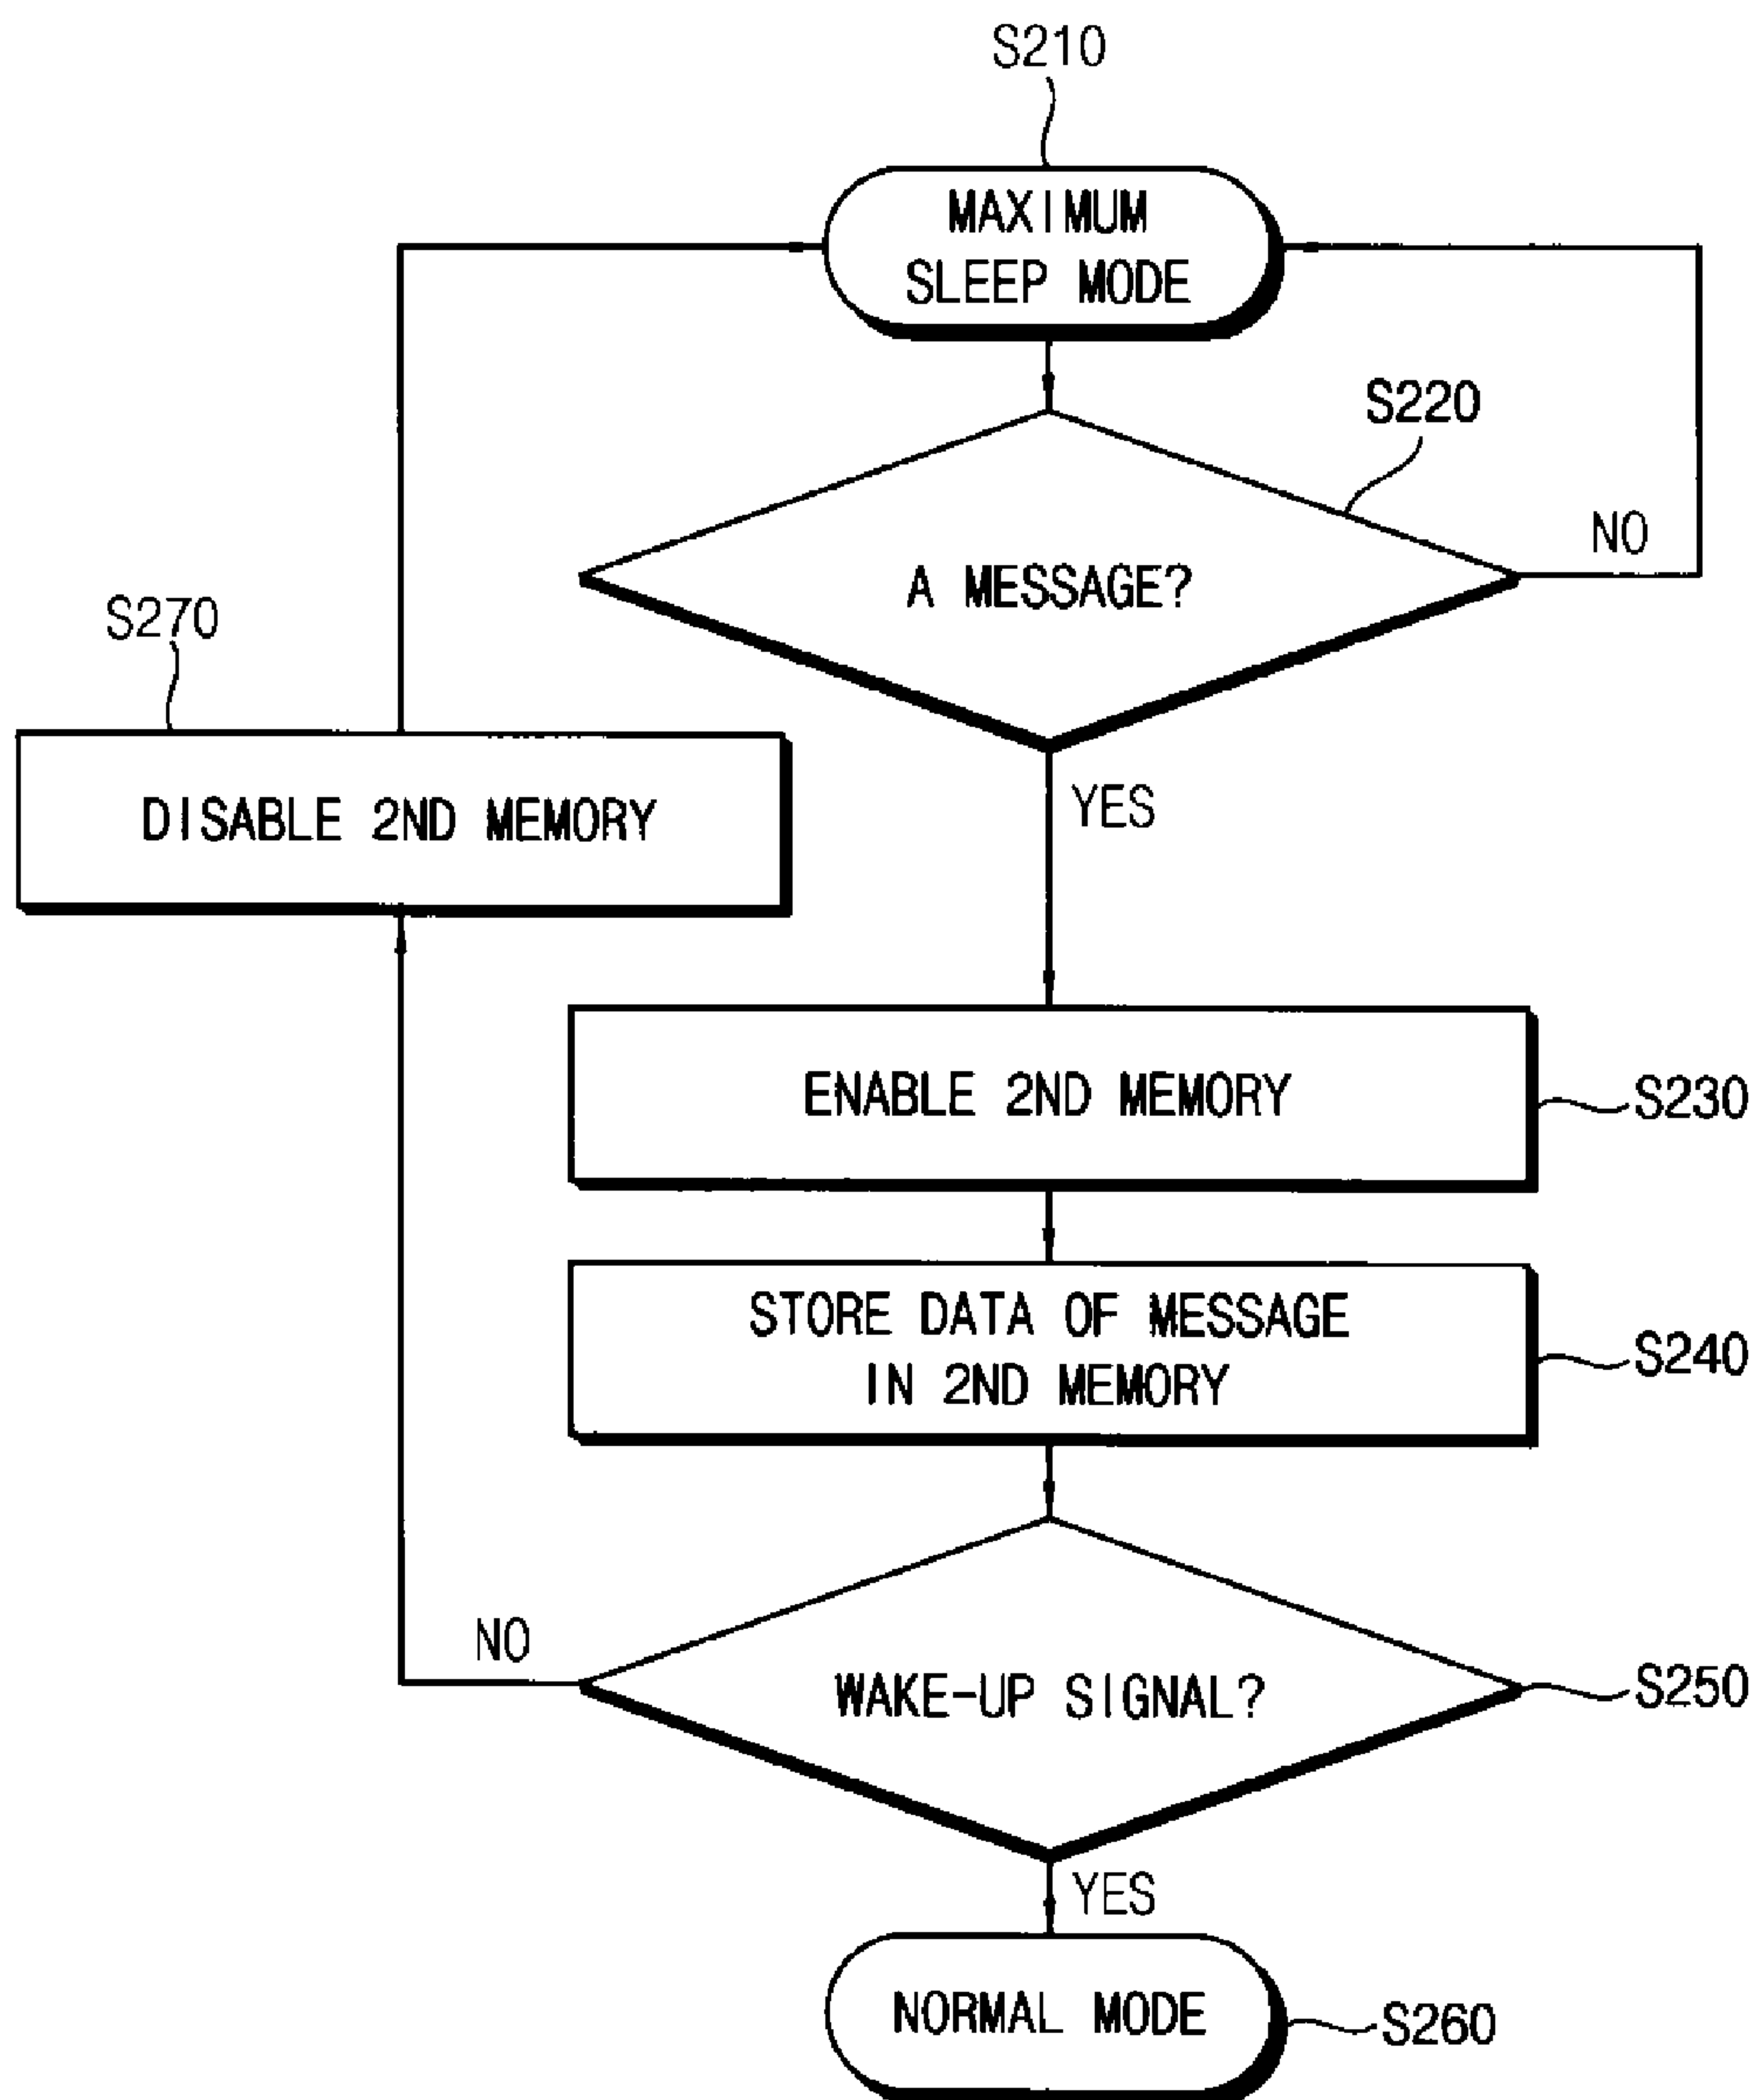 S210
MAXIMUM
SLEEP MODE
S220
NO
A MESSAGE?
S270
DISABLE 2ND MEMORY
YES
ENABLE 2ND MEMORY
S230
STORE DATA OF MESSAGE
IN 2ND MEMORY
S240
NO
WAKE-UP SIGNAL?
S250
YES
NORMAL MODE
S260